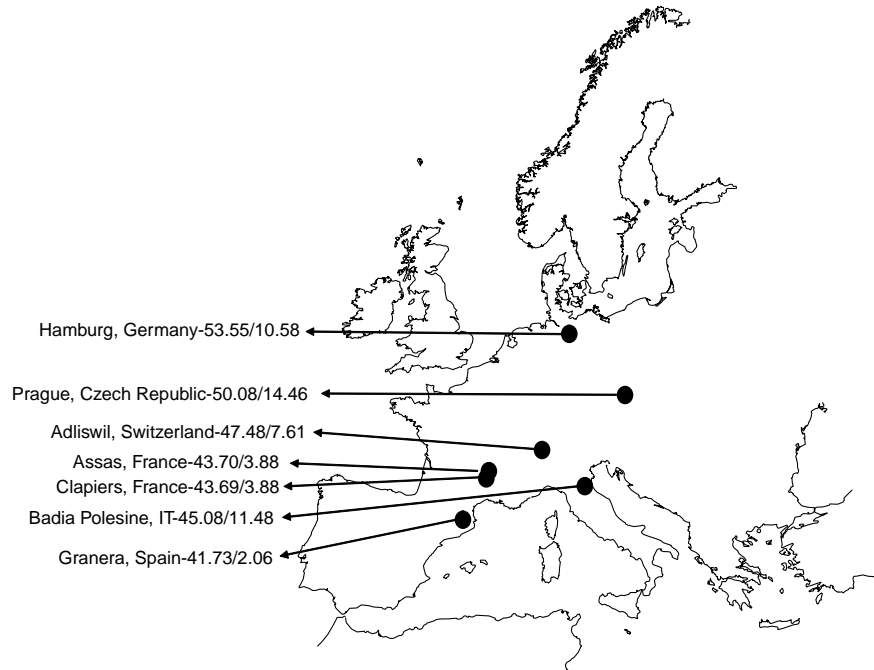 Hamburg, Germany-53.55/10.58
Prague, Czech Republic-50.08/14.46
Adliswil, Switzerland-47.48/7.61
Assas, France-43.70/3.88
Clapiers, France-43.69/3.88
Badia Polesine, IT-45.08/11.48
Granera, Spain-41.73/2.06